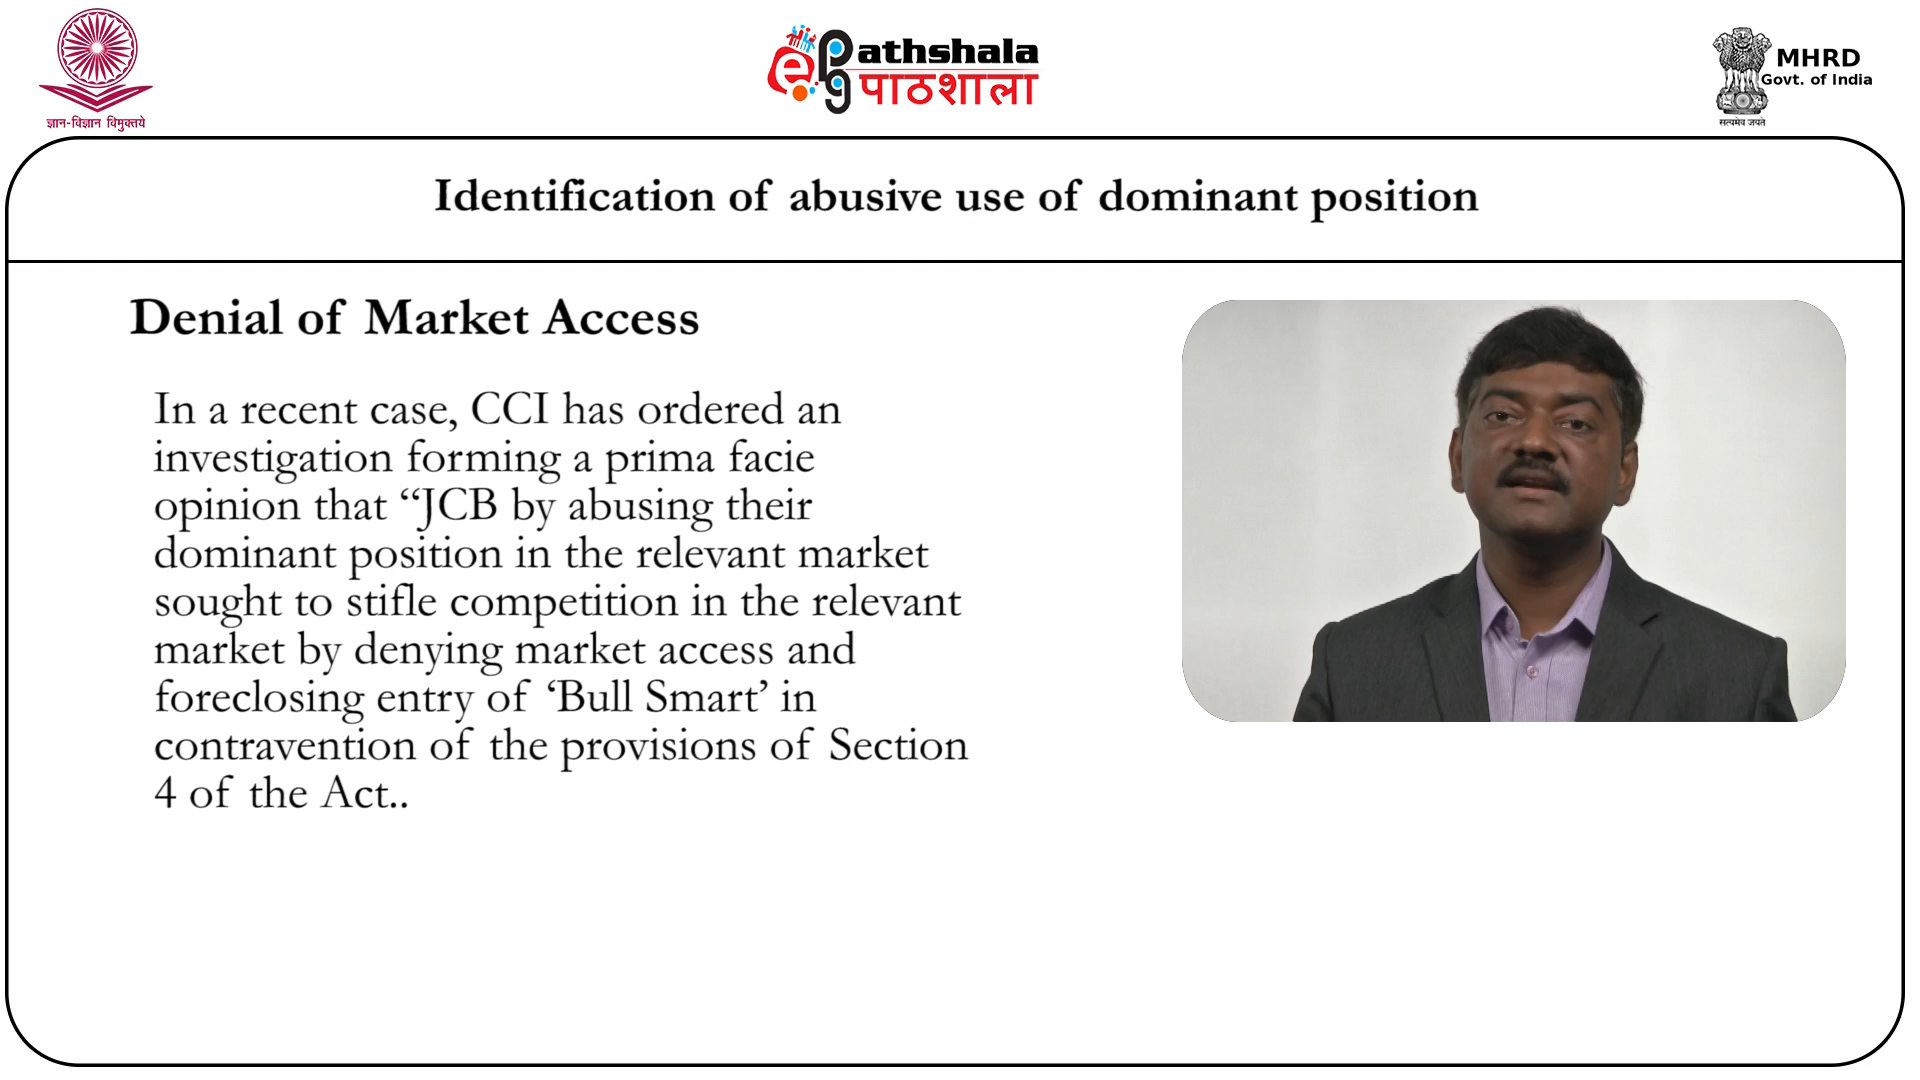 ज्ञान-विज्ञान विमुक्तये
ePG Pathshala
पाठशाला
MHRD
Govt. of India
सत्यमेव जयते
Identification of abusive use of dominant position
Denial of Market Access
In a recent case, CCI has ordered an
investigation forming a prima facie
opinion that “JCB by abusing their
dominant position in the relevant market
sought to stifle competition in the relevant
market by denying market access and
foreclosing entry of ‘Bull Smart’ in
contravention of the provisions of Section
4 of the Act..